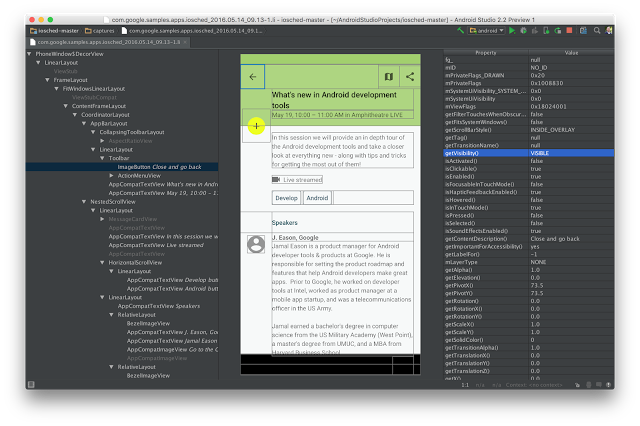 com.google.samples.apps.iosched_2016.05.14_09.13-1.li - iosched-master - [~/AndroidStudioProjects/iosched-master] - Android Studio 2.2 Preview 1
iosched-master
captures
com.google.samples.apps.iosched_2016.05.14_09.1...
android
com.google.samples.apps.iosched_2016.05.14_09.13-1.li
PhoneWindow$DecorView
LinearLayout
ViewStub
FrameLayout
FitWindowsLinearLayout
ViewStubCompat
ContentFrameLayout
CoordinatorLayout
AppBarLayout
CollapsingToolbarLayout
AspectRatioView
LinearLayout
Toolbar
ImageButton Close and go back
ActionMenuView
AppCompatTextView What's new in Andro
AppCompatTextView May 19, 10:00 –
NestedScrollView
LinearLayout
MessageCardView
AppCompatTextView
AppCompatTextView In this session we w
AppCompatTextView Live streamed
AppCompatTextView
HorizontalScrollView
LinearLayout
AppCompatTextView Develop but
AppCompatTextView Android butt
LinearLayout
AppCompatTextView Speakers
RelativeLayout
BezelImageView
AppCompatTextView J. Eason, Goo
AppCompatTextView Jamal Eason
AppCompatImageView Go to the G
AppCompatImageView
RelativeLayout
BezelImageView
What's new in Android development
tools
May 19, 10:00 – 11:00 AM in Amphitheatre LIVE
In this session we will provide an in depth tour of
the Android development tools and take a closer
look at everything new - along with tips and tricks
for getting the most out of them!
Live streamed
Develop
Android
Speakers
J. Eason, Google
Jamal Eason is a product manager for Android
developer tools & products at Google. He is
responsible for setting the product roadmap and
features that help Android developers make great
apps. Prior to Google, he worked on developer
tools at Intel, worked as product manager at a
mobile app startup, and was a telecommunications
officer in the US Army.
Jamal earned a bachelor's degree in computer
science from the US Military Academy (West Point),
a master's degree from UMUC, and a MBA from
Harvard Business School
Property Value
fg_ null
mID NO_ID
mPrivateFlags_DRAWN 0x20
mPrivateFlags 0x1008830
mSystemUiVisibility_SYSTEM_... 0x0
mSystemUiVisibility 0x0
mViewFlags 0x18024001
getFilterTouchesWhenObscur... false
getFitsSystemWindows() false
getScrollBarStyle() INSIDE_OVERLAY
getTag() null
getTransitionName() null
getVisibility() VISIBLE
isActivated() false
isClickable() true
isEnabled() true
isFocusableInTouchMode() false
isHapticFeedbackEnabled() true
isHovered() false
isInTouchMode() true
isPressed() false
isSelected() false
isSoundEffectsEnabled() true
getContentDescription() Close and go back
getImportantForAccessibility() yes
getLabelFor() -1
mLayerType NONE
getAlpha() 1.0
getElevation() 0.0
getPivotX() 73.5
getPivotY() 73.5
getRotation() 0.0
getRotationX() 0.0
getRotationY() 0.0
getScaleX() 1.0
getScaleY() 1.0
getSolidColor() 0
getTransitionAlpha() 1.0
getTranslationX() 0.0
getTranslationY() 0.0
getTranslationZ() 0.0
getX() 0.0
1:1 n/a n/a Context: <no context>